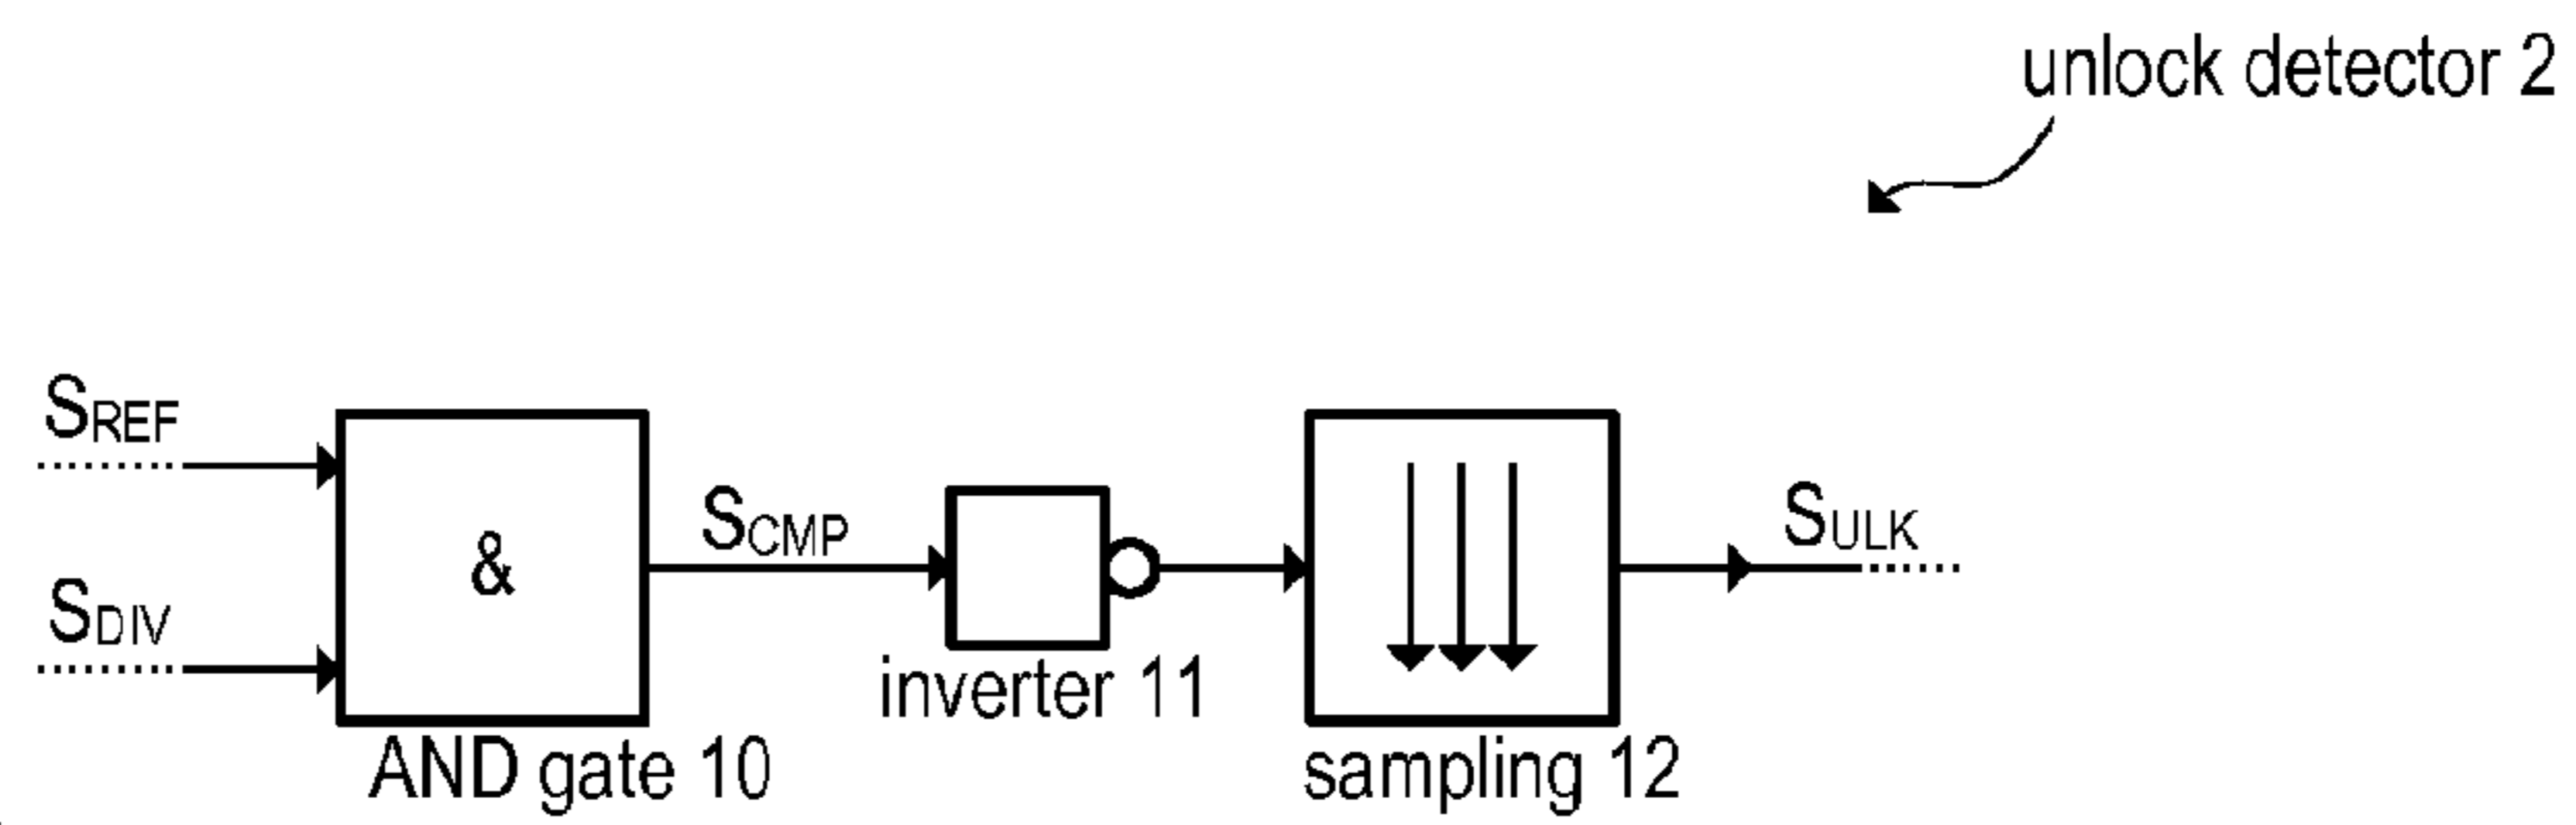 unlock detector 2
SREF
SCMP
SULK
&
SDIV
inverter 11
AND gate 10
sampling 12